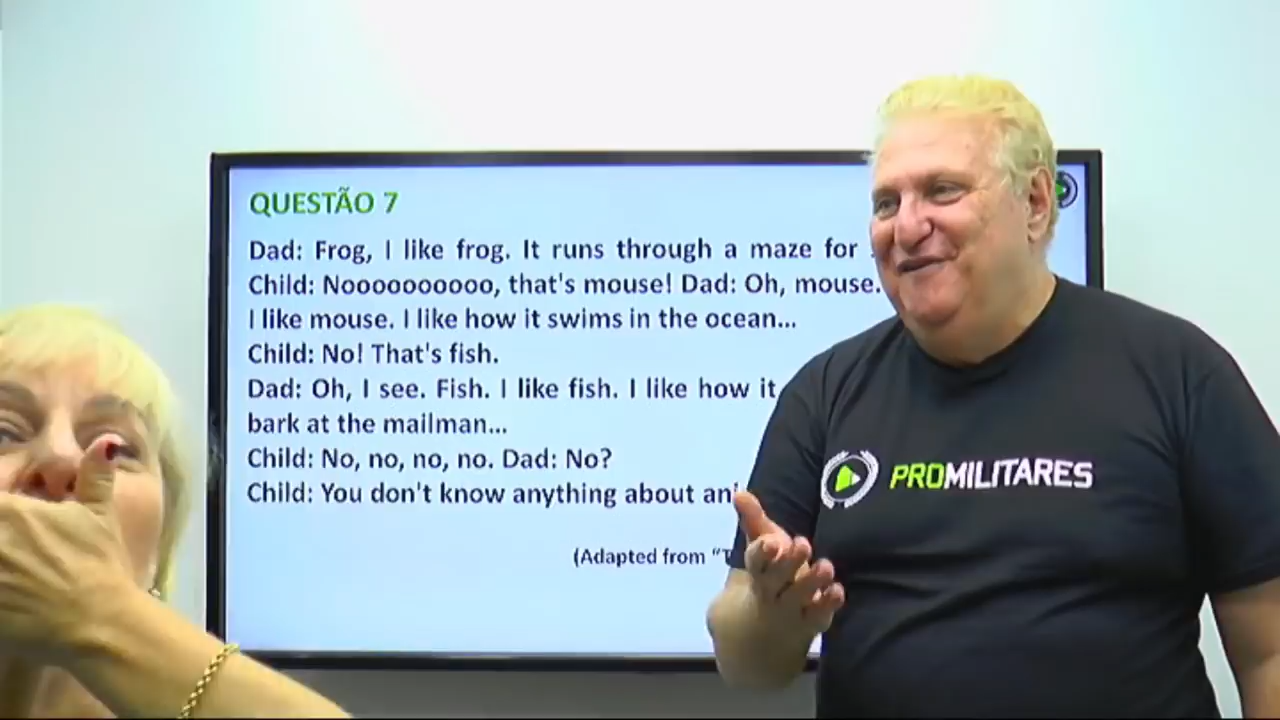 QUESTÃO 7
Dad: Frog, I like frog. It runs through a maze for
Child: Noooooooooo, that's mouse! Dad: Oh, mouse.
I like mouse. I like how it swims in the ocean...
Child: No! That's fish.
Dad: Oh, I see. Fish. I like fish. I like how it
bark at the mailman...
Child: No, no, no, no. Dad: No?
Child: You don't know anything about
(Adapted from
PROMILITARES